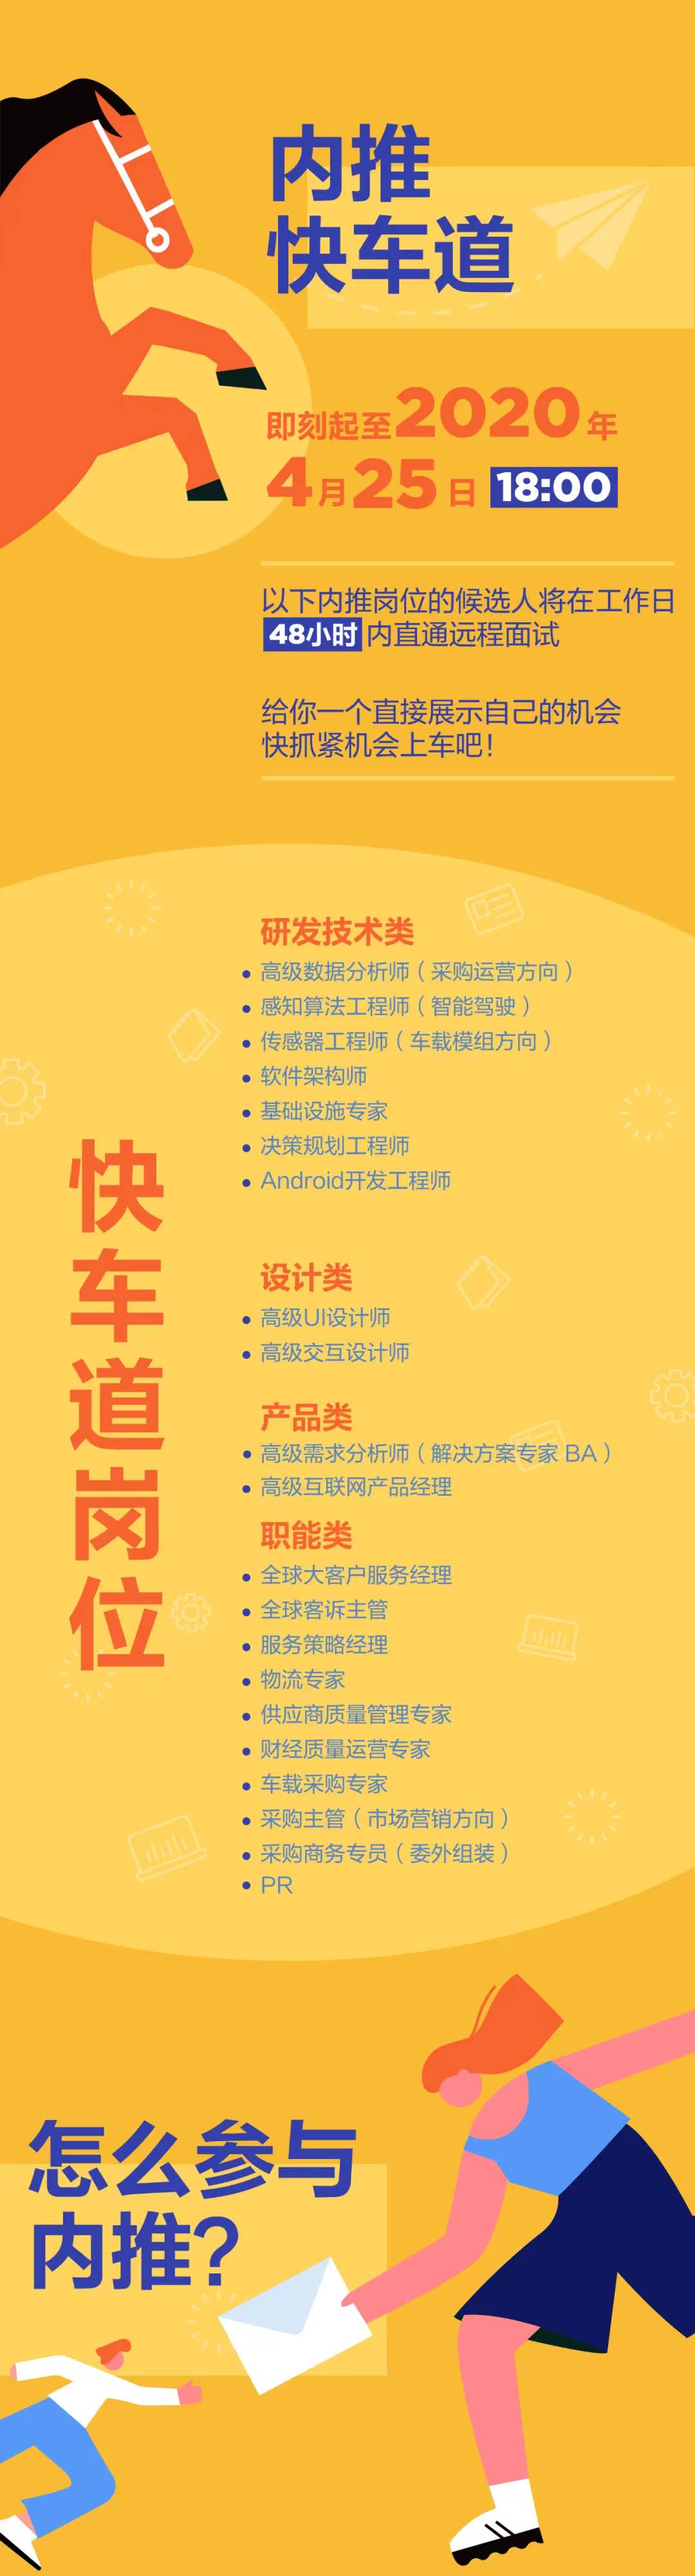 内推
快车道
即刻起至2020年
4月25日 18:00
以下内推岗位的候选人将在工作日
48小时 内直通远程面试
给你一个直接展示自己的机会
快抓紧机会上车吧！
快车道岗位
研发技术类
• 高级数据分析师（采购运营方向）
• 感知算法工程师（智能驾驶）
• 传感器工程师（车载模组方向）
• 软件架构师
• 基础设施专家
• 决策规划工程师
• Android开发工程师
设计类
• 高级UI设计师
• 高级交互设计师
产品类
• 高级需求分析师（解决方案专家 BA）
• 高级互联网产品经理
职能类
• 全球大客户服务经理
• 全球客诉主管
• 服务策略经理
• 物流专家
• 供应商质量管理专家
• 财经质量运营专家
• 车载采购专家
• 采购主管（市场营销方向）
• 采购商务专员（委外组装）
• PR
怎么参与
内推？